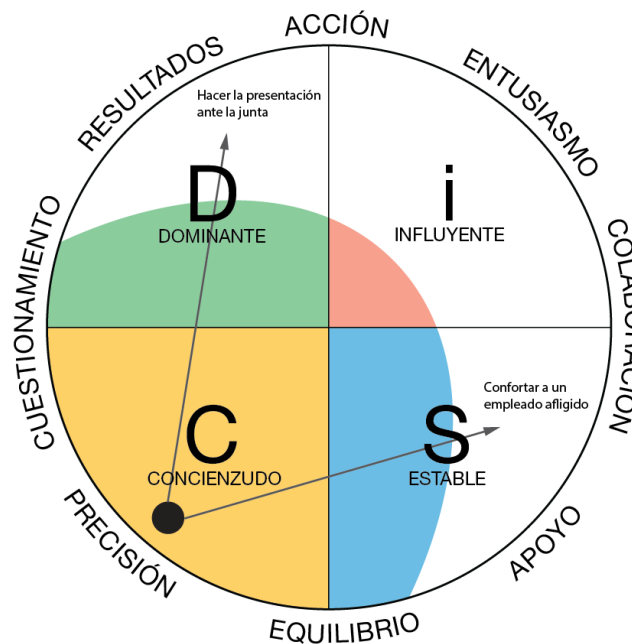 ACCIÓN
RESULTADOS
ENTUSIASMO
Hacer la presentación
ante la junta
D
DOMINANTE
i
INFLUYENTE
CUESTIONAMIENTO
COLABORACIÓN
Confortar a un
empleado afligido
C
CONCIENZUDO
S
ESTABLE
PRECISIÓN
APOYO
EQUILIBRIO